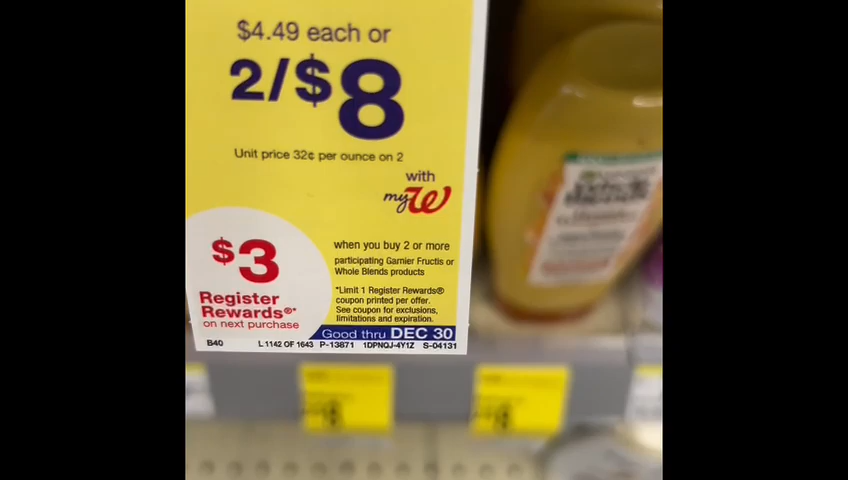 $4.49 each or
2/$8
Unit price 32¢ per ounce on 2
with
myW
$3
Register
Rewards®*
on next purchase
when you buy 2 or more
participating Garnier Fructis or
Whole Blends products
*Limit 1 Register Rewards®
coupon printed per offer.
See coupon for exclusions,
limitations and expiration.
Good thru DEC 30
B40 L 1142 OF 1643 P-13871 1DPNQJ-4Y1Z S-04131
8
8